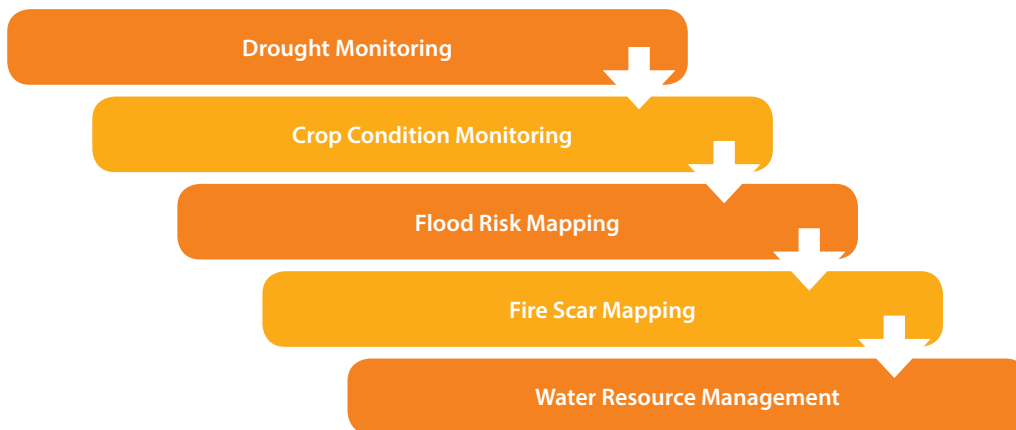 Drought Monitoring
Crop Condition Monitoring
Flood Risk Mapping
Fire Scar Mapping
Water Resource Management